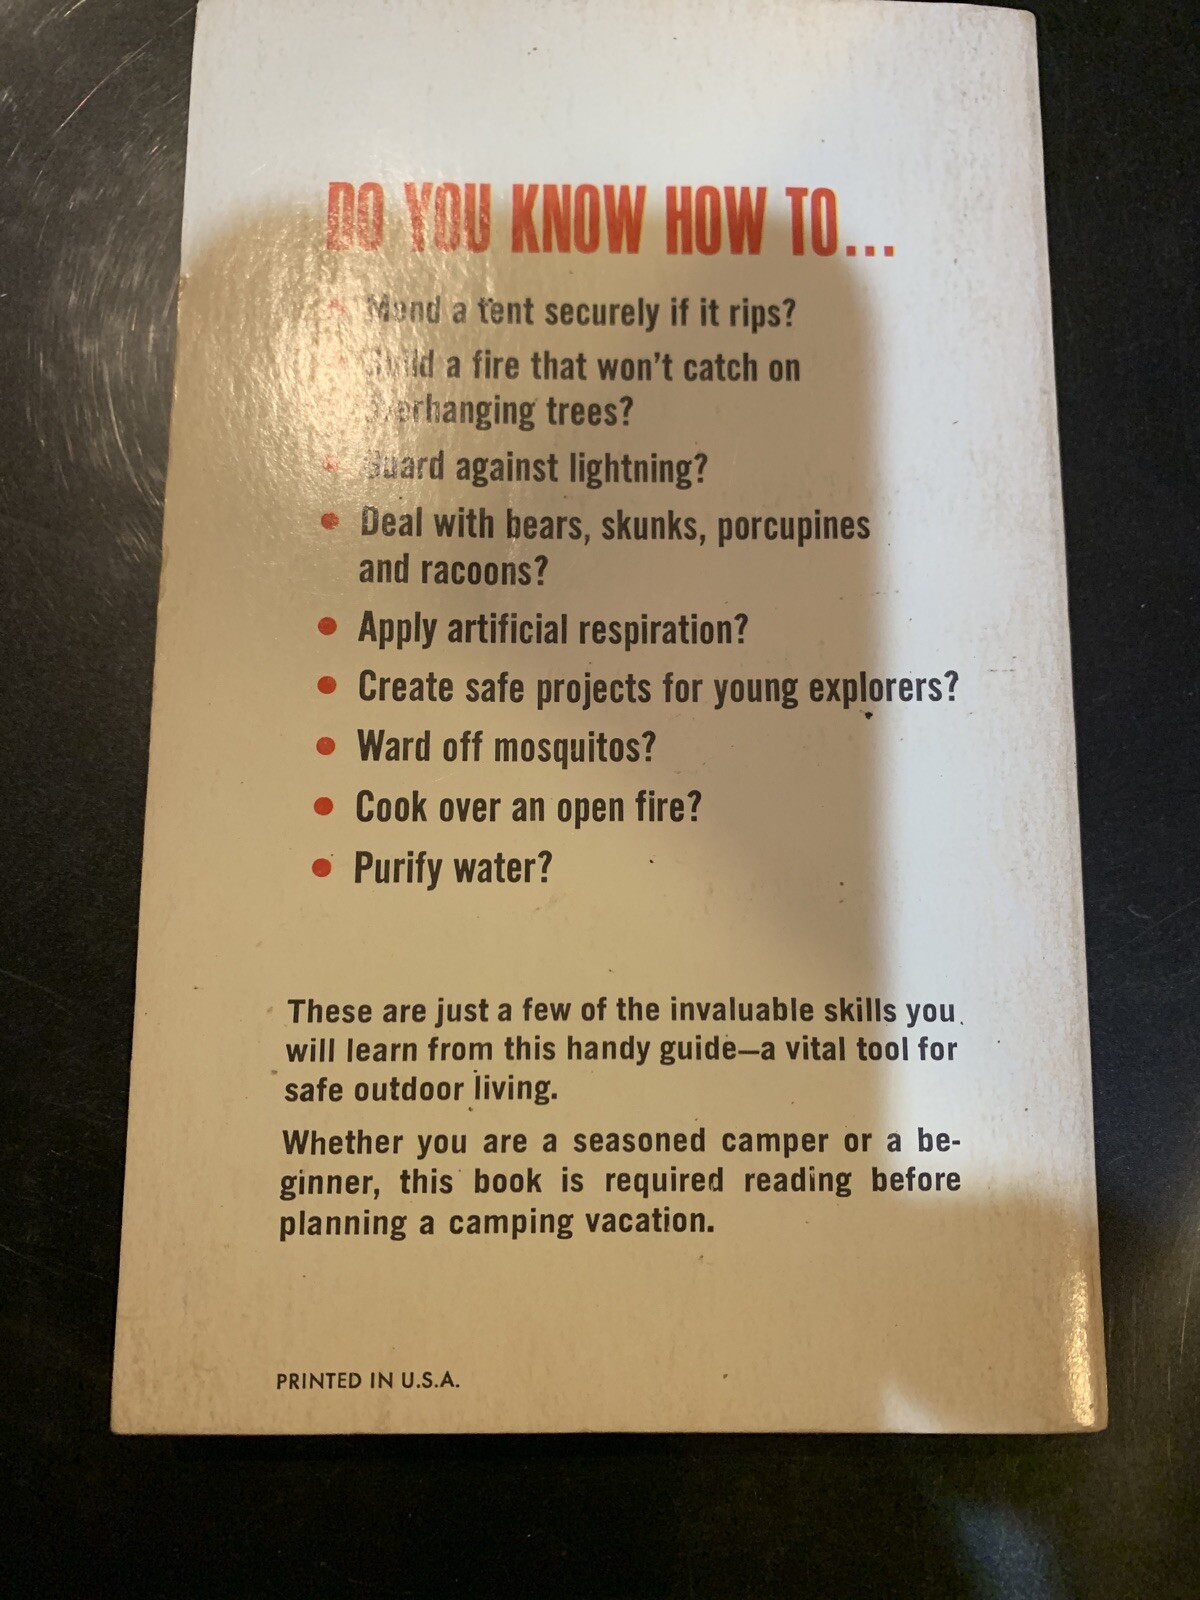 DO YOU KNOW HOW TO...
• Mend a tent securely if it rips?
• Build a fire that won't catch on
overhanging trees?
• Guard against lightning?
• Deal with bears, skunks, porcupines
and racoons?
• Apply artificial respiration?
• Create safe projects for young explorers?
• Ward off mosquitos?
• Cook over an open fire?
• Purify water?
These are just a few of the invaluable skills you
will learn from this handy guide—a vital tool for
safe outdoor living.
Whether you are a seasoned camper or a be-
ginner, this book is required reading before
planning a camping vacation.
PRINTED IN U.S.A.